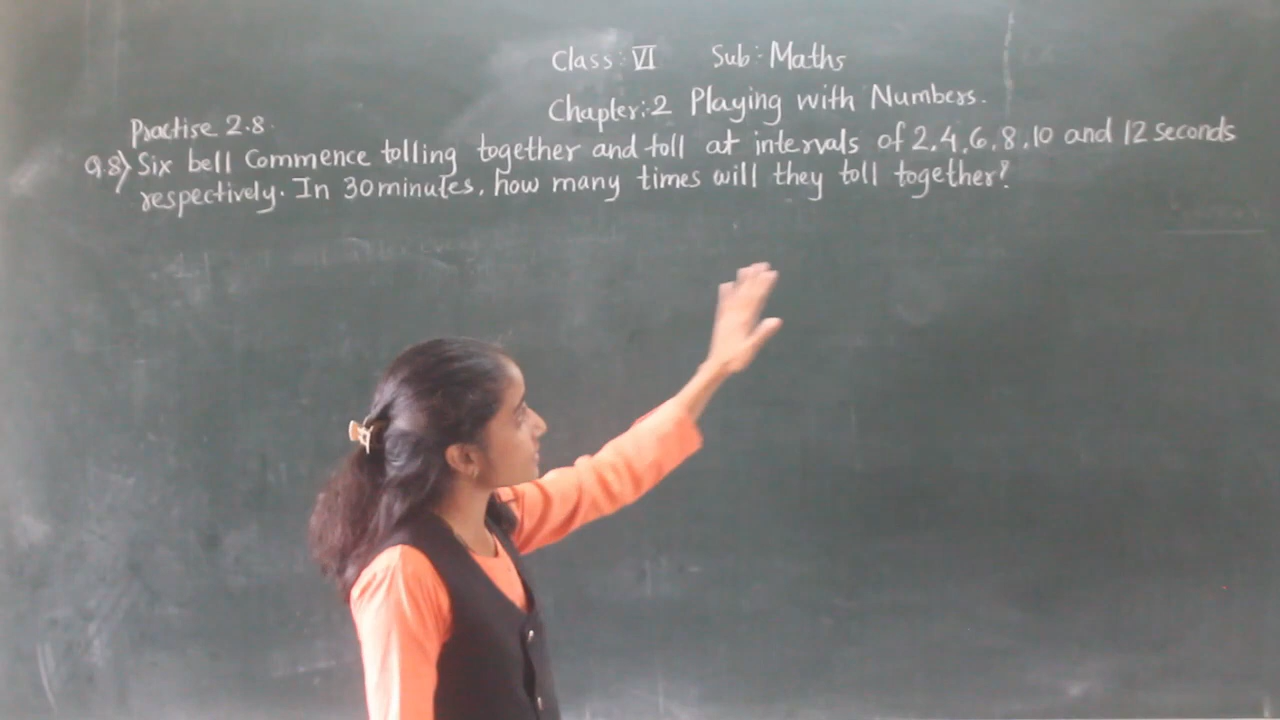 Class: VI Sub: Maths
Chapter: 2 Playing with Numbers.
Practise 2.8.
Q.8) Six bell Commence tolling together and toll at intervals of 2,4,6,8,10 and 12 seconds
respectively. In 30 minutes, how many times will they toll together?